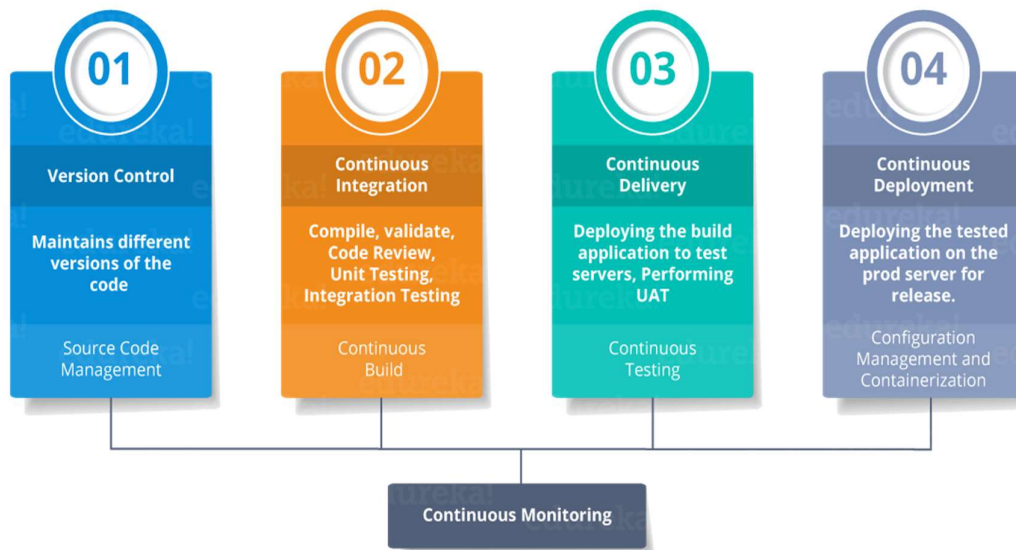 01
Version Control
Maintains different
versions of the
code
Source Code
Management
02
Continuous
Integration
Compile, validate,
Code Review,
Unit Testing,
Integration Testing
Continuous
Build
03
Continuous
Delivery
Deploying the build
application to test
servers, Performing
UAT
Continuous
Testing
04
Continuous
Deployment
Deploying the tested
application on the
prod server for
release.
Configuration
Management and
Containerization
Continuous Monitoring
edureka!